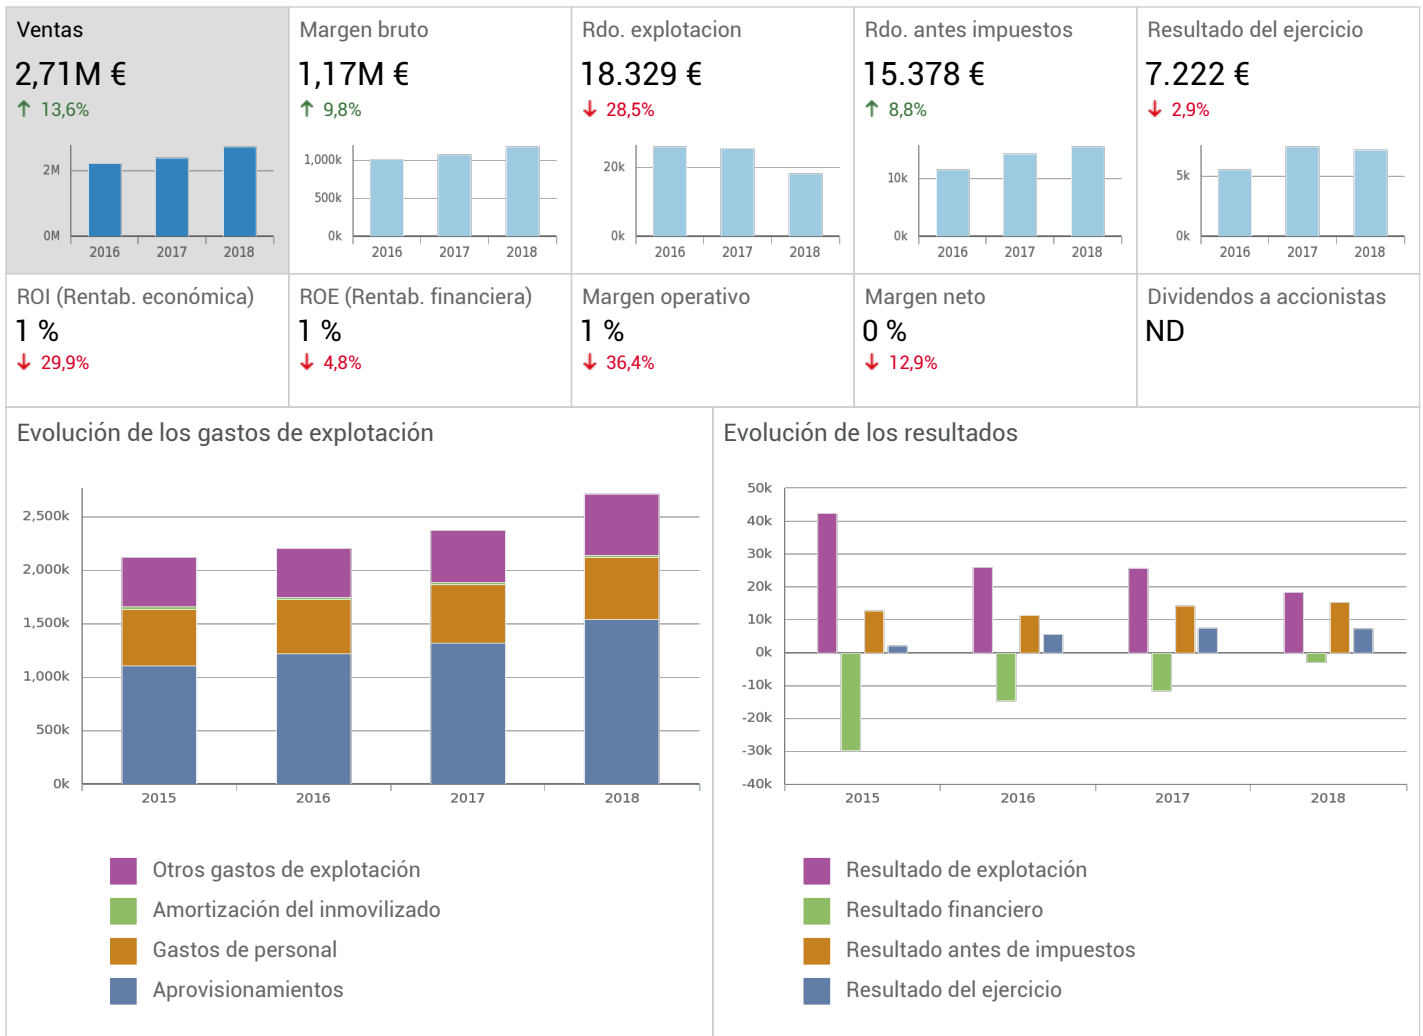 Ventas
2,71M €
↑ 13,6%
2M
0M
2016 2017 2018
Margen bruto
1,17M €
↑ 9,8%
1,000k
500k
0k
2016 2017 2018
Rdo. explotacion
18.329 €
↓ 28,5%
20k
0k
2016 2017 2018
Rdo. antes impuestos
15.378 €
↑ 8,8%
10k
0k
2016 2017 2018
Resultado del ejercicio
7.222 €
↓ 2,9%
5k
0k
2016 2017 2018
ROI (Rentab. económica)
1 %
↓ 29,9%
ROE (Rentab. financiera)
1 %
↓ 4,8%
Margen operativo
1 %
↓ 36,4%
Margen neto
0 %
↓ 12,9%
Dividendos a accionistas
ND
Evolución de los gastos de explotación
2,500k
2,000k
1,500k
1,000k
500k
0k
2015 2016 2017 2018
Otros gastos de explotación
Amortización del inmovilizado
Gastos de personal
Aprovisionamientos
Evolución de los resultados
50k
40k
30k
20k
10k
0k
-10k
-20k
-30k
-40k
2015 2016 2017 2018
Resultado de explotación
Resultado financiero
Resultado antes de impuestos
Resultado del ejercicio